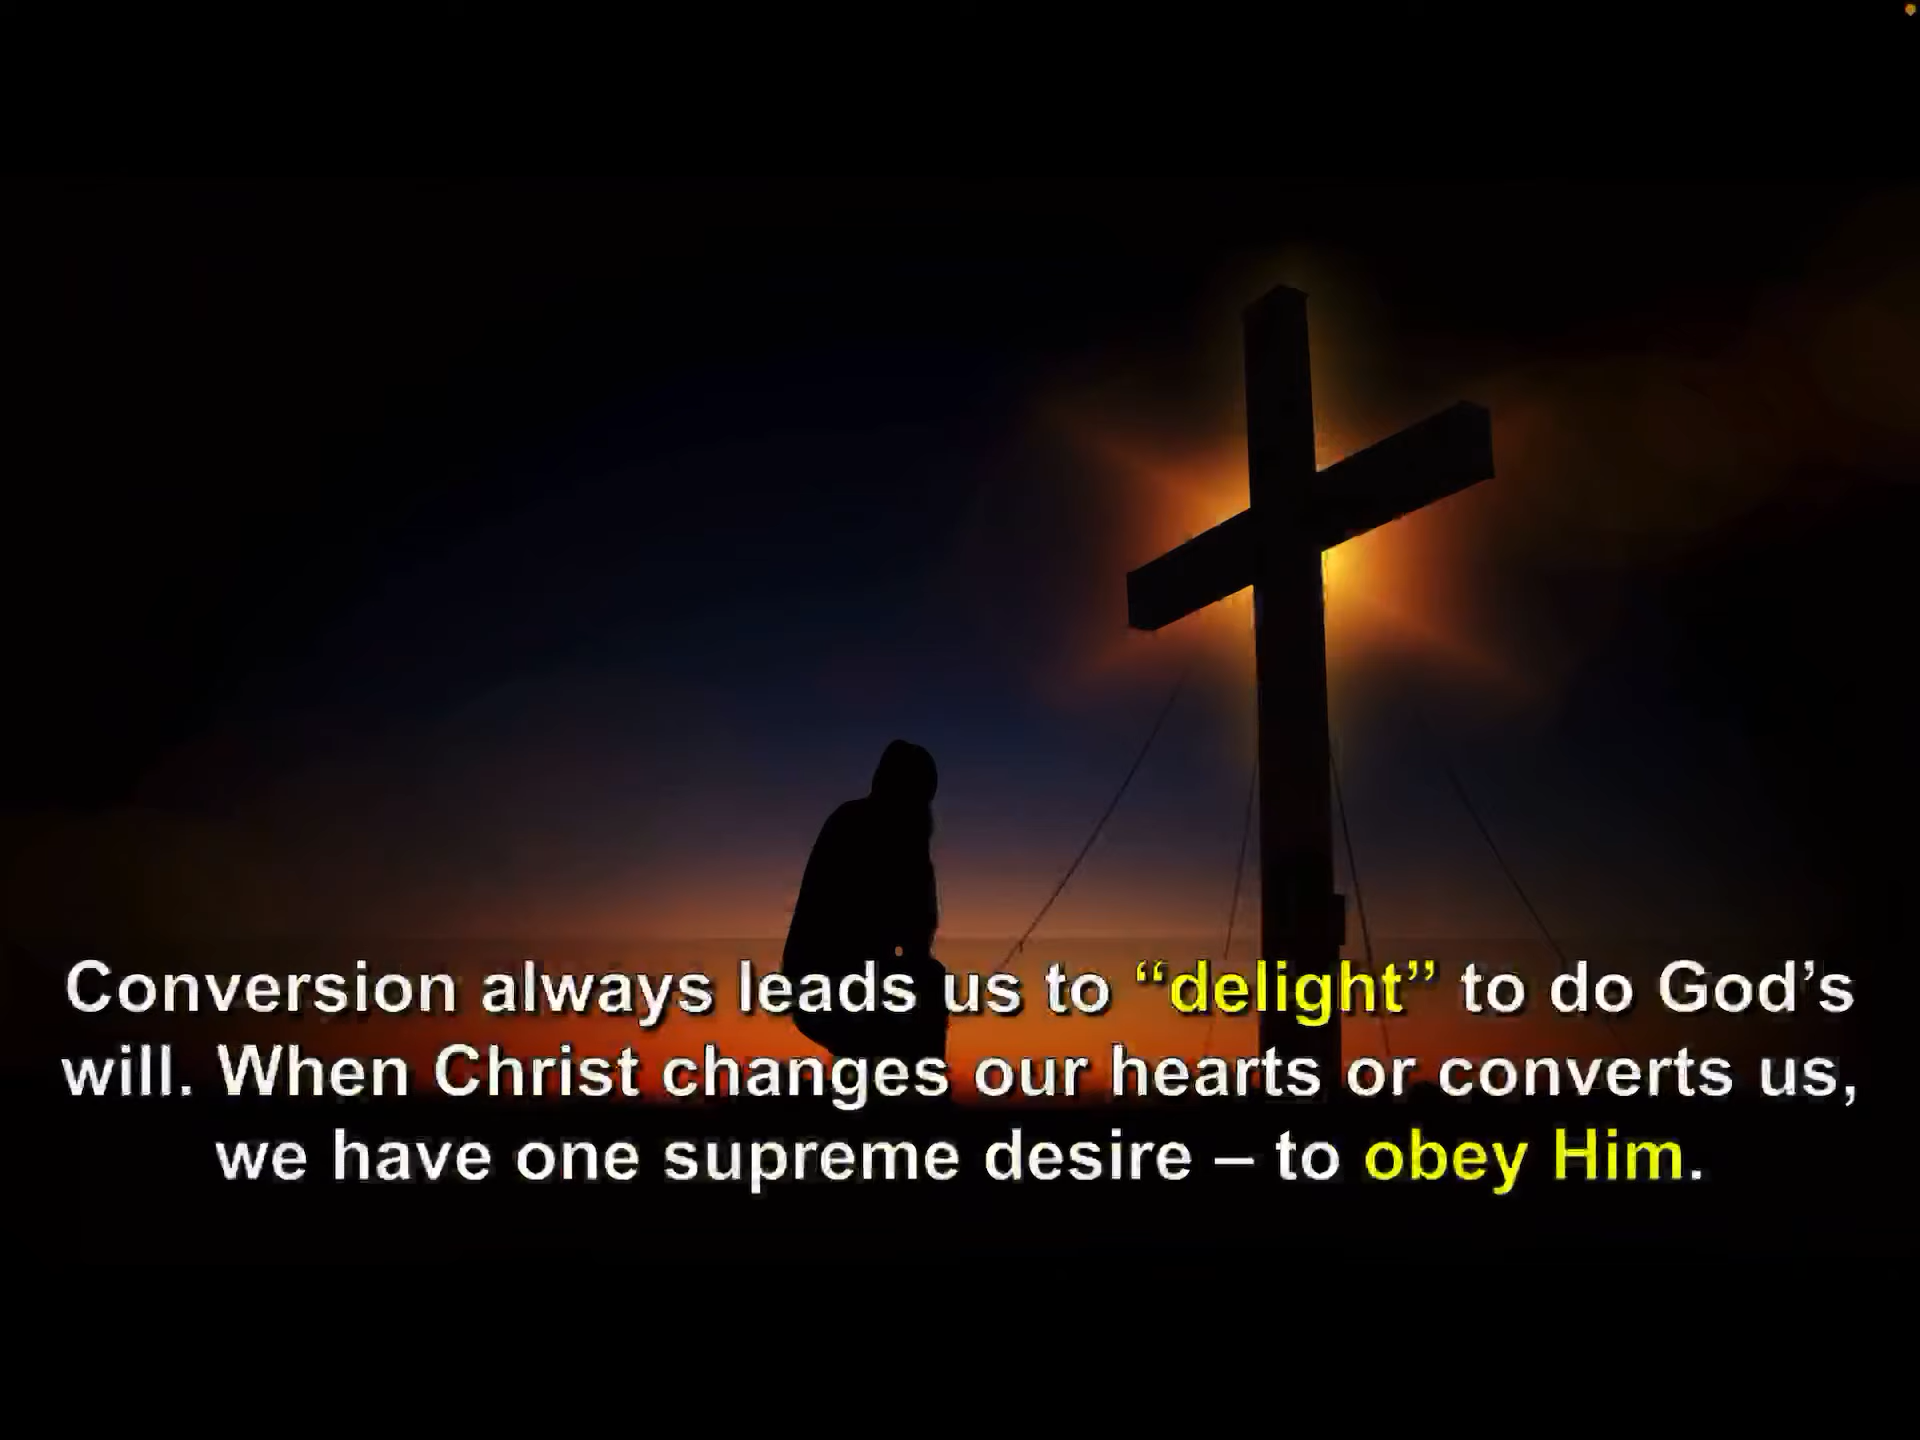 Conversion always leads us to “delight” to do God’s
will. When Christ changes our hearts or converts us,
we have one supreme desire – to obey Him.